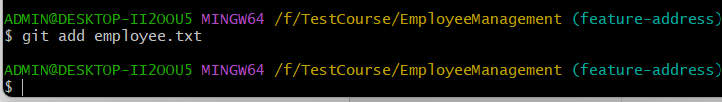 ADMIN@DESKTOP-II2OOU5 MINGW64 /f/TestCourse/EmployeeManagement (feature-address)
$ git add employee.txt
ADMIN@DESKTOP-II2OOU5 MINGW64 /f/TestCourse/EmployeeManagement (feature-address)
$